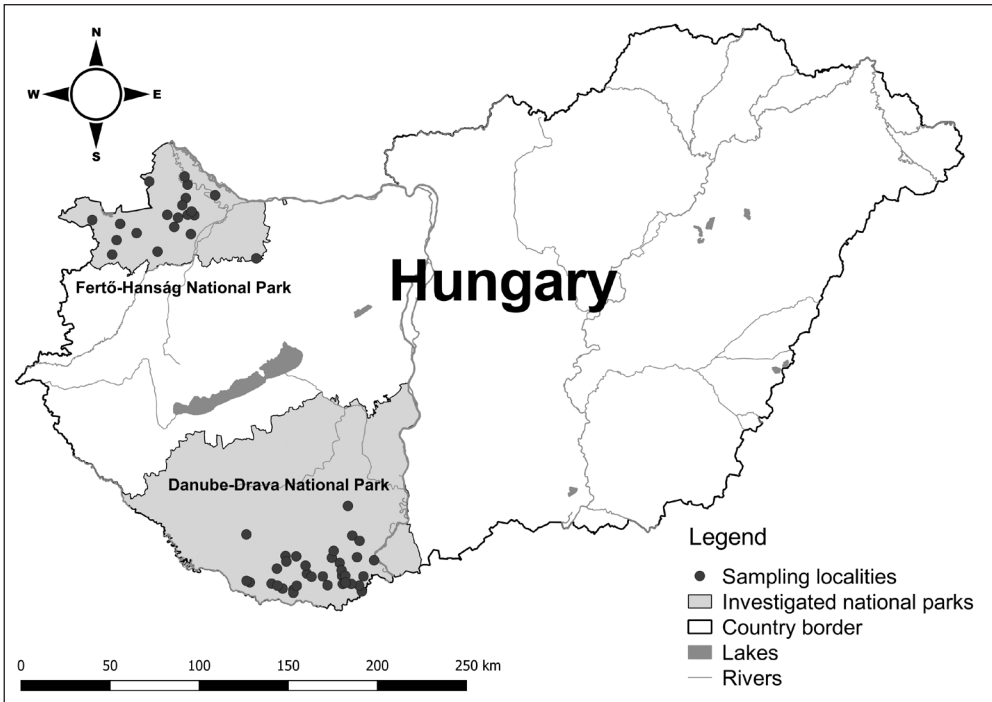 N
W E
S
Fertő-Hanság National Park
Hungary
Danube-Drava National Park
Legend
Sampling localities
Investigated national parks
Country border
Lakes
Rivers
0 50 100 150 200 250 km